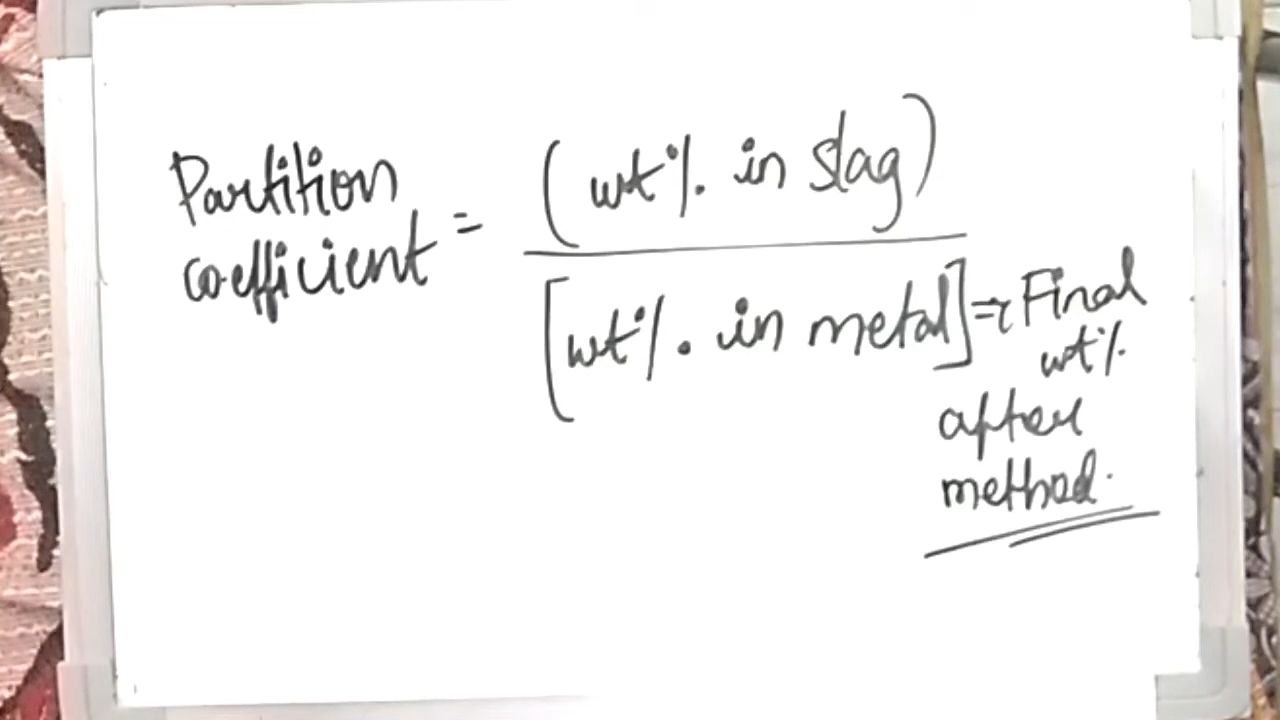 Partition
coefficient =
(wt%. in slag)
[wt%. in metal] => Final
wt%.
after
method.